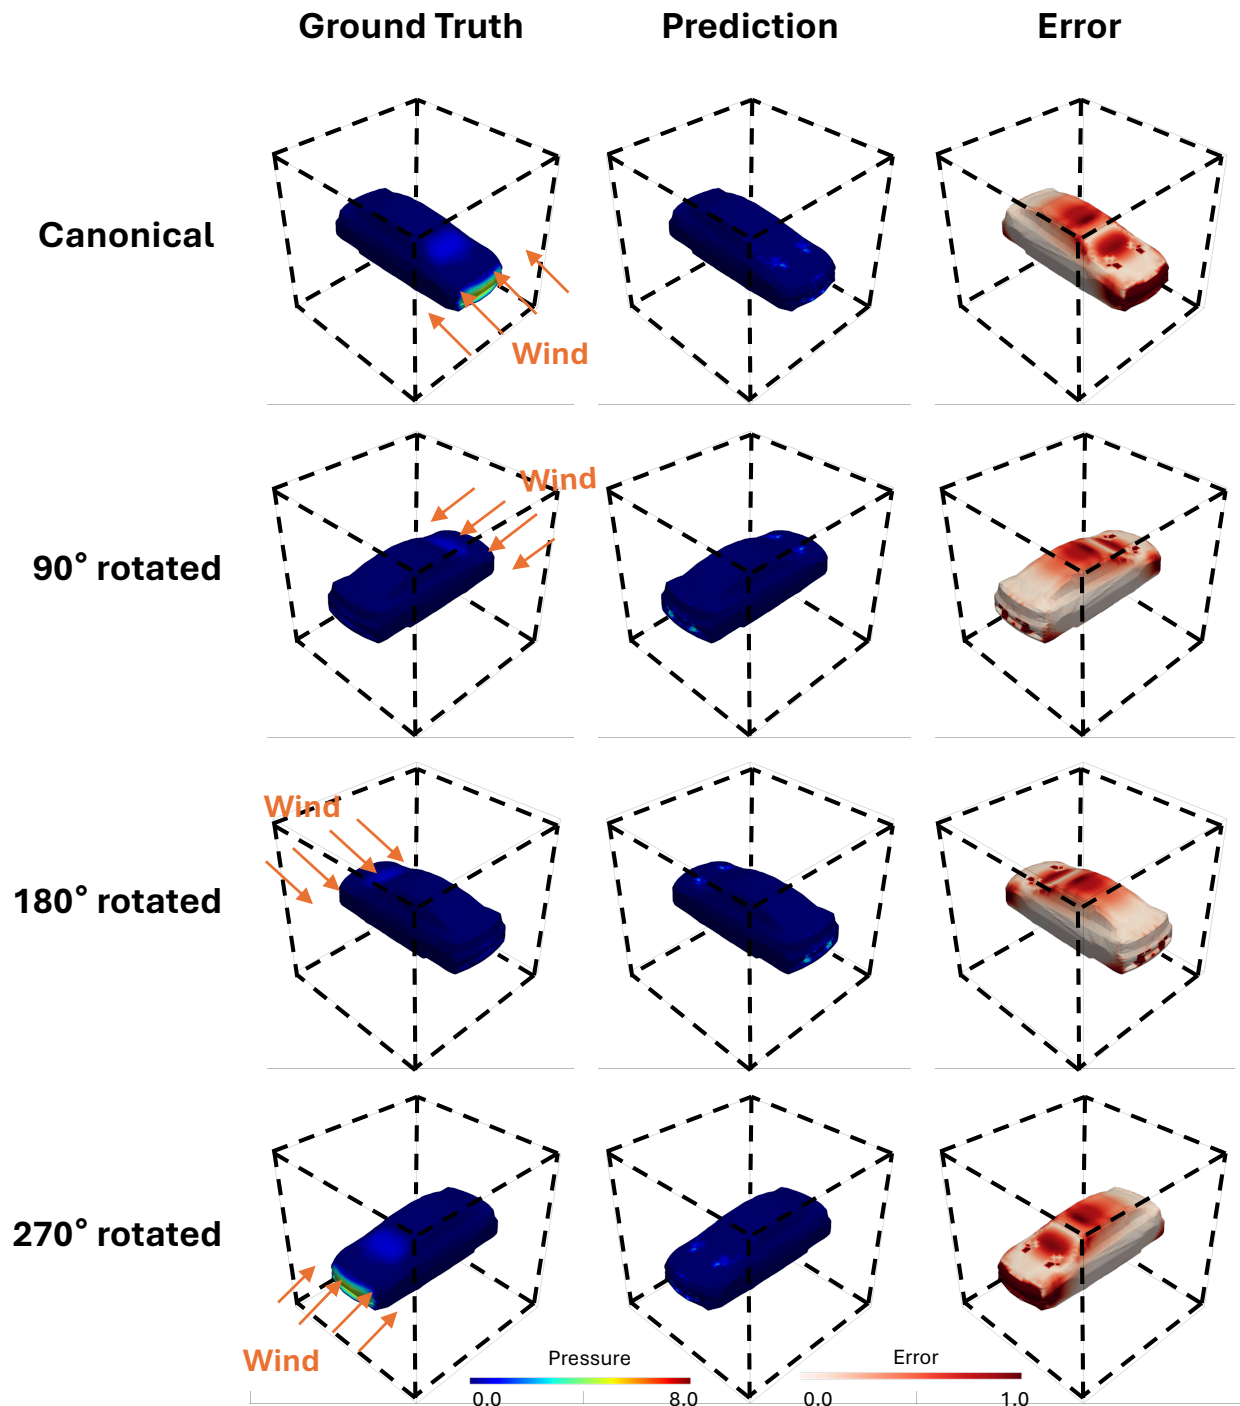 Ground Truth Prediction Error
Canonical
Wind
Wind
90° rotated
Wind
180° rotated
270° rotated
Wind
Pressure
0.0 8.0
Error
0.0 1.0